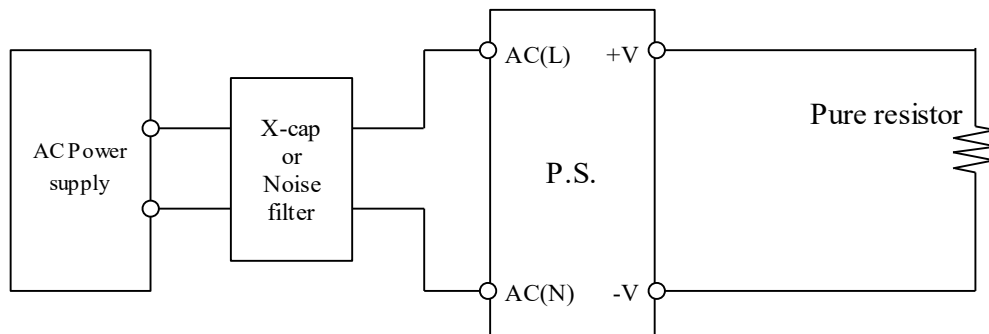 AC Power
supply
X-cap
or
Noise
filter
AC(L)
+V
P.S.
AC(N)
-V
Pure resistor